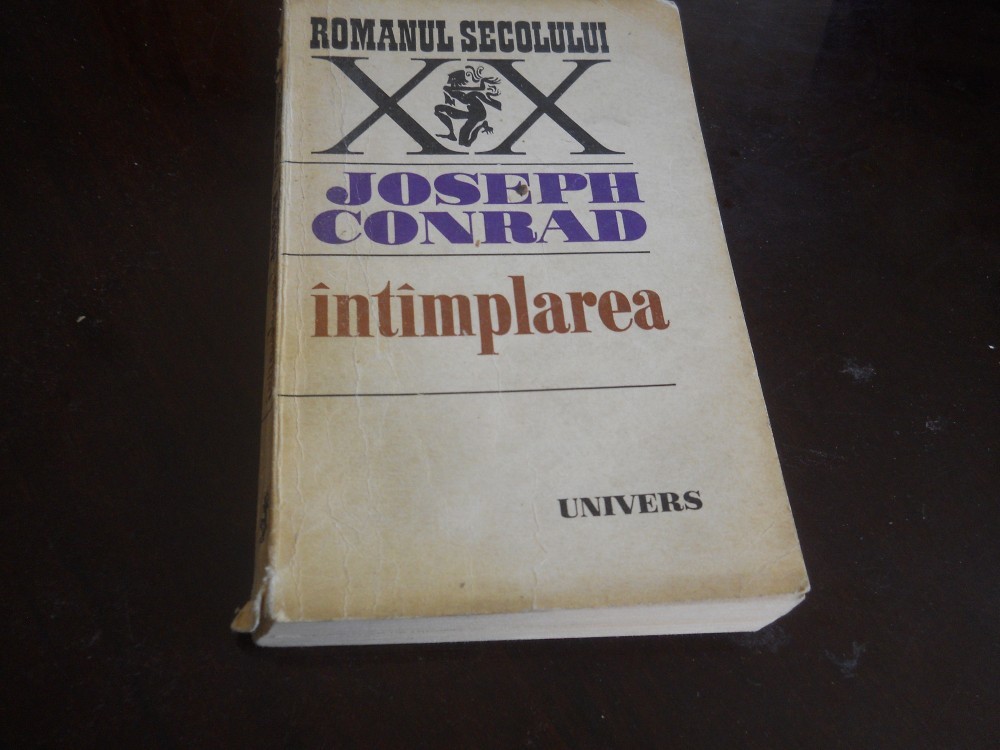 ROMANUL SECOLULUI
XX
JOSEPH
CONRAD
întîmplarea
UNIVERS